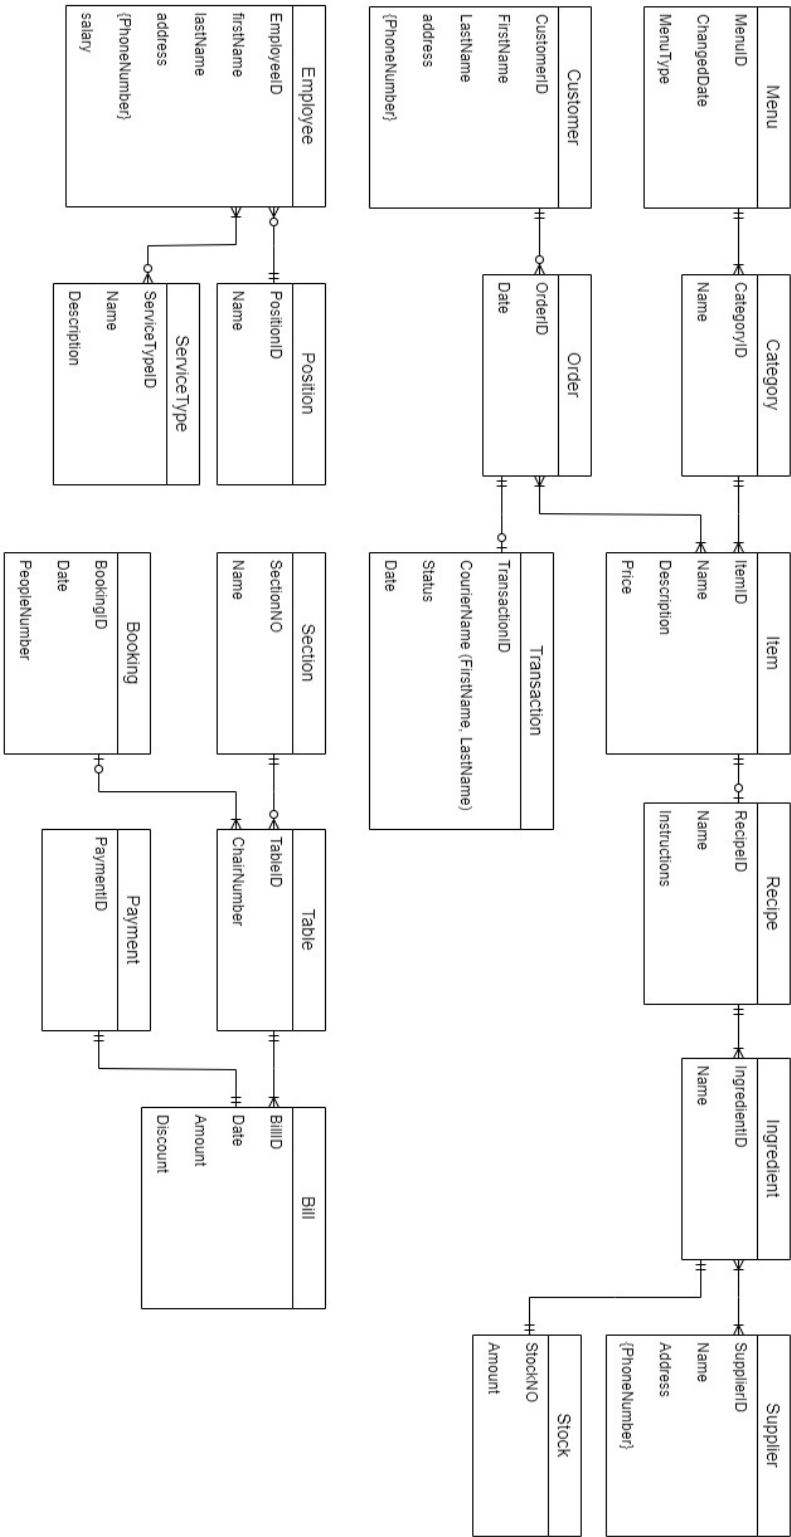 Menu
MenuID
ChangedDate
MenuType
Category
CategoryID
Name
Item
ItemID
Name
Description
Price
Recipe
RecipeID
Name
Instructions
Ingredient
IngredientID
Name
Supplier
SupplierID
Name
Address
{PhoneNumber}
Customer
CustomerID
FirstName
LastName
address
{PhoneNumber}
Order
OrderID
Date
Transaction
TransactionID
CourierName (FirstName, LastName)
Status
Date
Stock
StockNO
Amount
Employee
EmployeeID
firstName
lastName
address
{PhoneNumber}
salary
Position
PositionID
Name
Section
SectionNO
Name
Table
TableID
ChairNumber
Bill
BillID
Date
Amount
Discount
ServiceType
ServiceTypeID
Name
Description
Booking
BookingID
Date
PeopleNumber
Payment
PaymentID